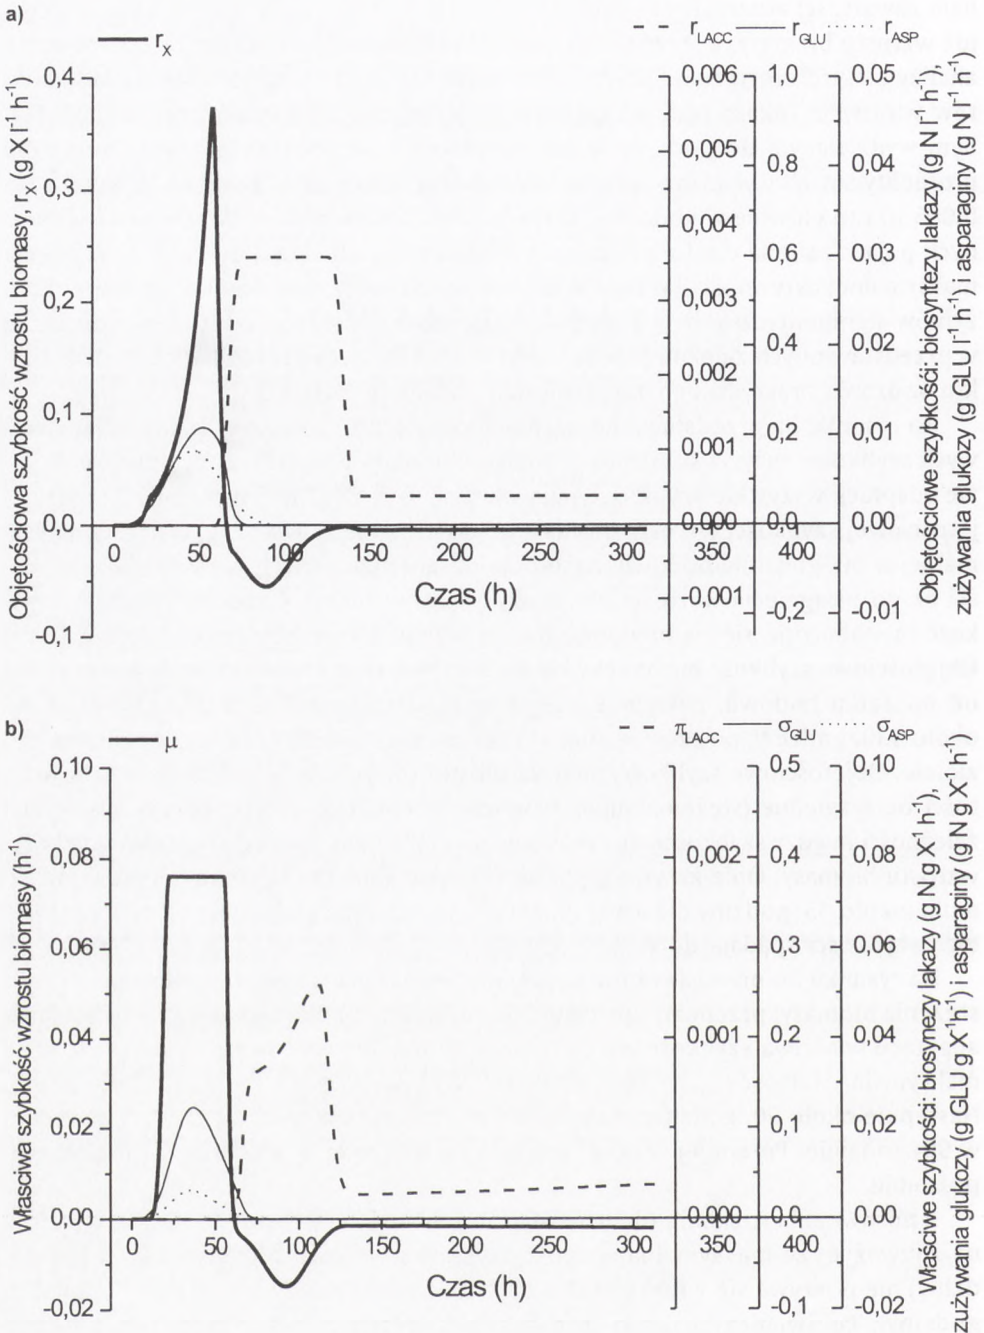 a)
r_X
r_LACC r_GLU r_ASP
0,4
0,3
0,2
0,1
0,0
-0,1
Objętościowa szybkość wzrostu biomasy, r_X (g X l⁻¹ h⁻¹)
0 50 100 150 200 250 300 350 400
Czas (h)
0,006 1,0 0,05
0,005 0,8 0,04
0,004 0,6 0,03
0,003
0,4 0,02
0,002
0,001 0,2 0,01
0,000 0,0 0,00
-0,001 -0,2 -0,01
Objętościowe szybkości: biosyntezy lakazy (g N l⁻¹ h⁻¹),
zużywania glukozy (g GLU l⁻¹ h⁻¹) i asparaginy (g N l⁻¹ h⁻¹)
b)
μ
π_LACC σ_GLU σ_ASP
0,10
0,08
0,06
0,04
0,02
0,00
-0,02
Właściwa szybkość wzrostu biomasy (h⁻¹)
0 50 100 150 200 250 300 350 400
Czas (h)
0,5 0,10
0,002 0,4 0,08
0,3 0,06
0,001 0,2 0,04
0,1 0,02
0,000 0,0 0,00
-0,1 -0,02
Właściwe szybkości: biosynezy lakazy (g N g X⁻¹ h⁻¹),
zużywania glukozy (g GLU g X⁻¹ h⁻¹) i asparaginy (g N g X⁻¹ h⁻¹)